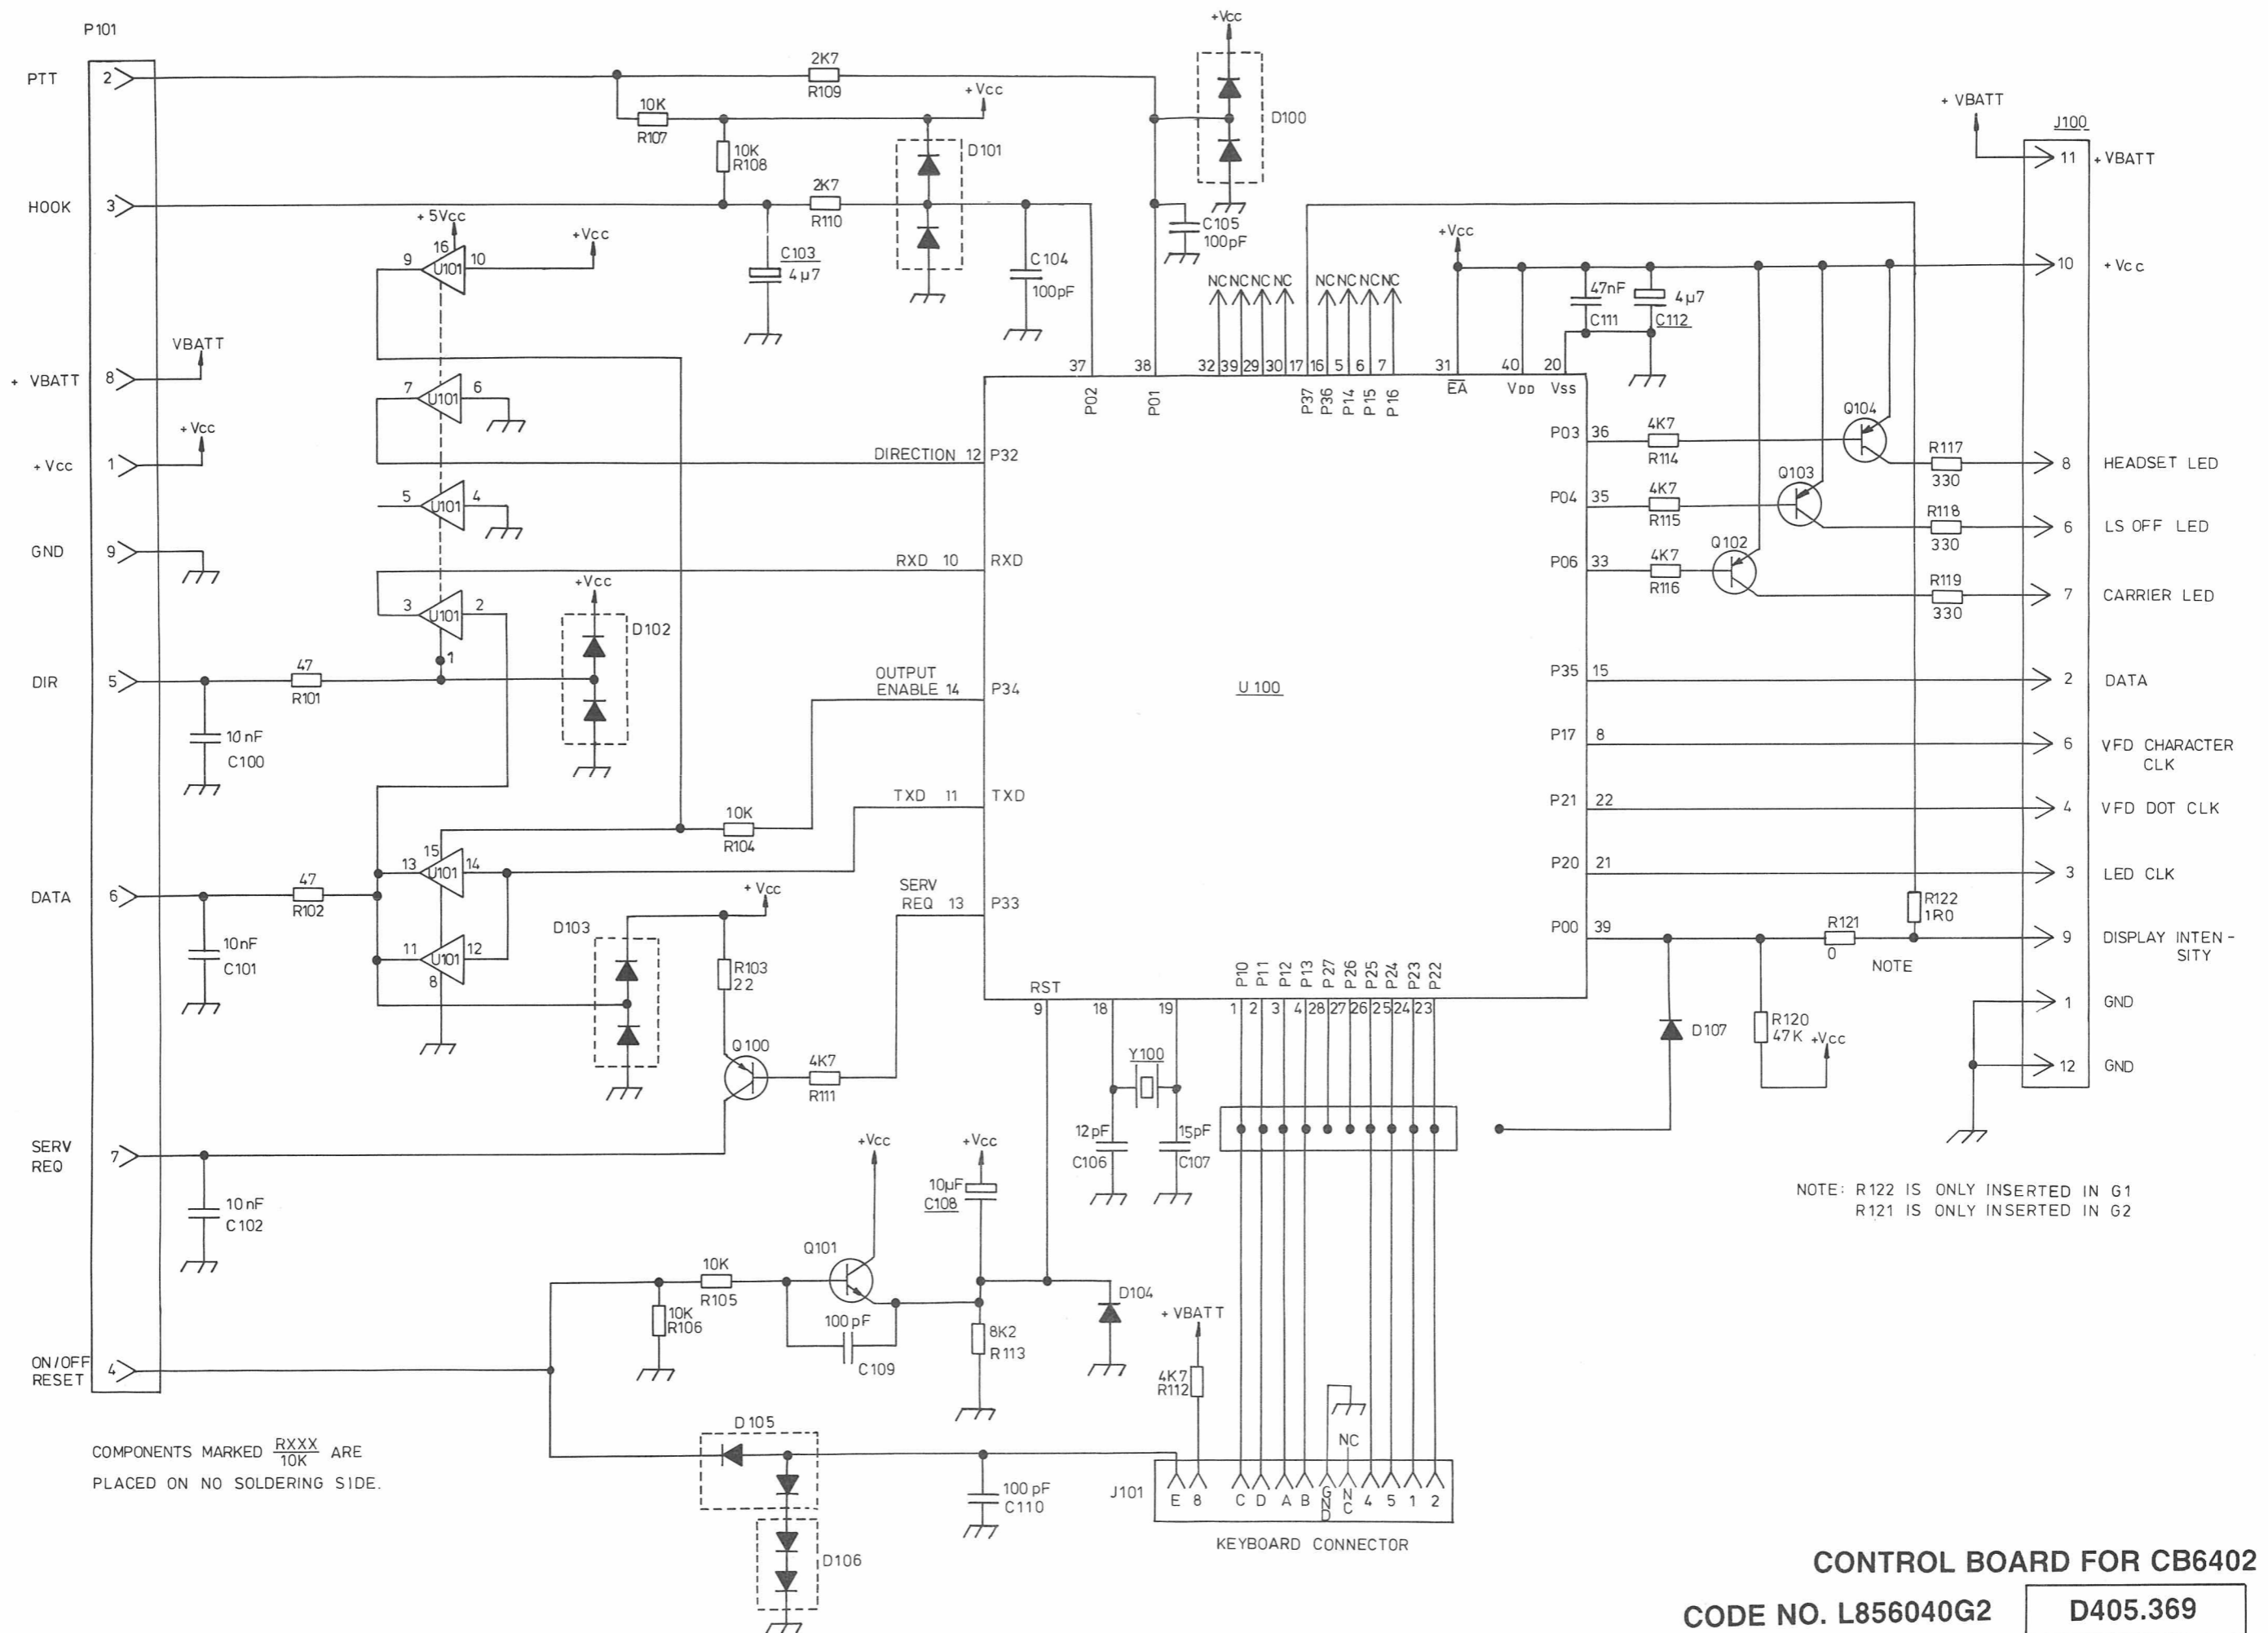 P101
PTT
2
2K7
R109
10K
R107
+Vcc
10K
R108
D101
+Vcc
D100
HOOK
3
2K7
R110
C103
4µ7
C104
100pF
C105
100pF
+5Vcc
16
9
U101
10
+Vcc
7
U101
6
5
U101
4
3
U101
2
1
VBATT
+ VBATT
8
+Vcc
+Vcc
1
GND
9
DIR
5
47
R101
10nF
C100
+Vcc
D102
DATA
6
47
R102
10nF
C101
15
13
U101
14
11
U101
12
8
10K
R104
D103
+ Vcc
R103
22
Q100
4K7
R111
SERV
REQ
7
10nF
C102
ON/OFF
RESET
4
10K
R106
10K
R105
Q101
+Vcc
100pF
C109
+Vcc
10µF
C108
8K2
R113
D104
D105
D106
100pF
C110
COMPONENTS MARKED RXXX ARE
10K
PLACED ON NO SOLDERING SIDE.
U 100
37
P02
38
P01
NC NC NC NC
NC NC NC NC
32 39 29 30 17 16 5 6 7
P37 P36 P14 P15 P16
+Vcc
31
EA
40
VDD
20
VSS
47nF
C111
4µ7
C112
DIRECTION 12 P32
RXD 10 RXD
OUTPUT
ENABLE 14 P34
TXD 11 TXD
SERV
REQ 13 P33
RST
9
18
19
Y100
12pF
C106
15pF
C107
P10 P11 P12 P13 P27 P26 P25 P24 P23 P22
1 2 3 4 28 27 26 25 24 23
P03 36
4K7
R114
Q104
R117
330
P04 35
4K7
R115
Q103
R118
330
P06 33
4K7
R116
Q102
R119
330
P35 15
P17 8
P21 22
P20 21
P00 39
R121
0
NOTE
R122
1R0
D107
R120
47K
+Vcc
+ VBATT
J100
11 +VBATT
10 +Vcc
8 HEADSET LED
6 LS OFF LED
7 CARRIER LED
2 DATA
6 VFD CHARACTER
CLK
4 VFD DOT CLK
3 LED CLK
9 DISPLAY INTEN-
SITY
1 GND
12 GND
NOTE: R122 IS ONLY INSERTED IN G1
R121 IS ONLY INSERTED IN G2
+ VBATT
4K7
R112
NC
J101
E 8 C D A B GND NC 4 5 1 2
KEYBOARD CONNECTOR
CONTROL BOARD FOR CB6402
CODE NO. L856040G2
D405.369